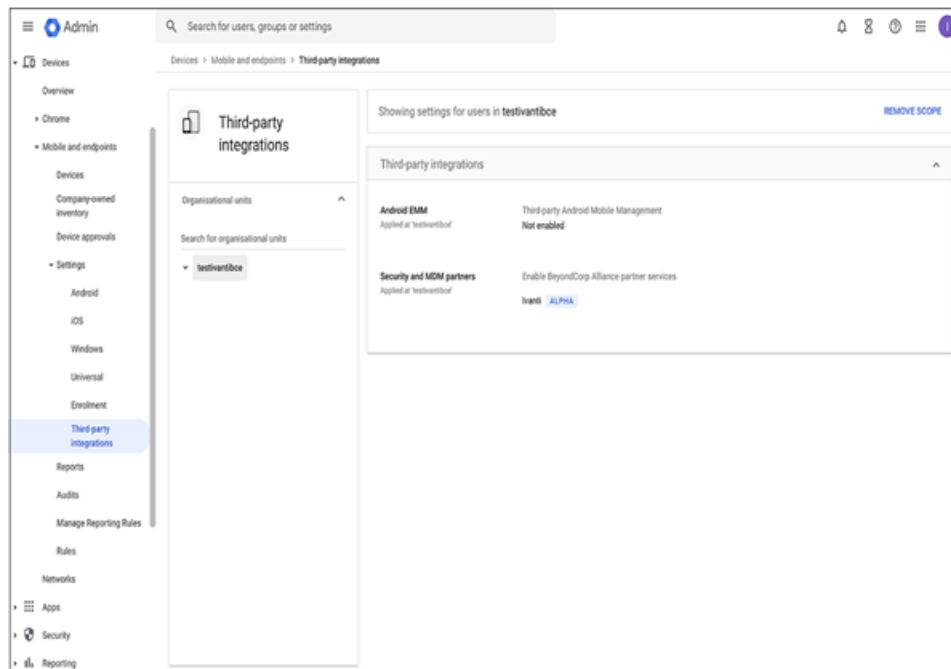 Admin
Search for users, groups or settings
Devices
Overview
Chrome
Mobile and endpoints
Devices
Company-owned
inventory
Device approvals
Settings
Android
iOS
Windows
Universal
Enrolment
Third-party
integrations
Reports
Audits
Manage Reporting Rules
Rules
Networks
Apps
Security
Reporting
Devices > Mobile and endpoints > Third-party integrations
Third-party
integrations
Organisational units
Search for organisational units
testivantibce
Showing settings for users in testivantibce
REMOVE SCOPE
Third-party integrations
Android EMM
Applied at 'testivantibce'
Third-party Android Mobile Management
Not enabled
Security and MDM partners
Applied at 'testivantibce'
Enable BeyondCorp Alliance partner services
Ivanti ALPHA